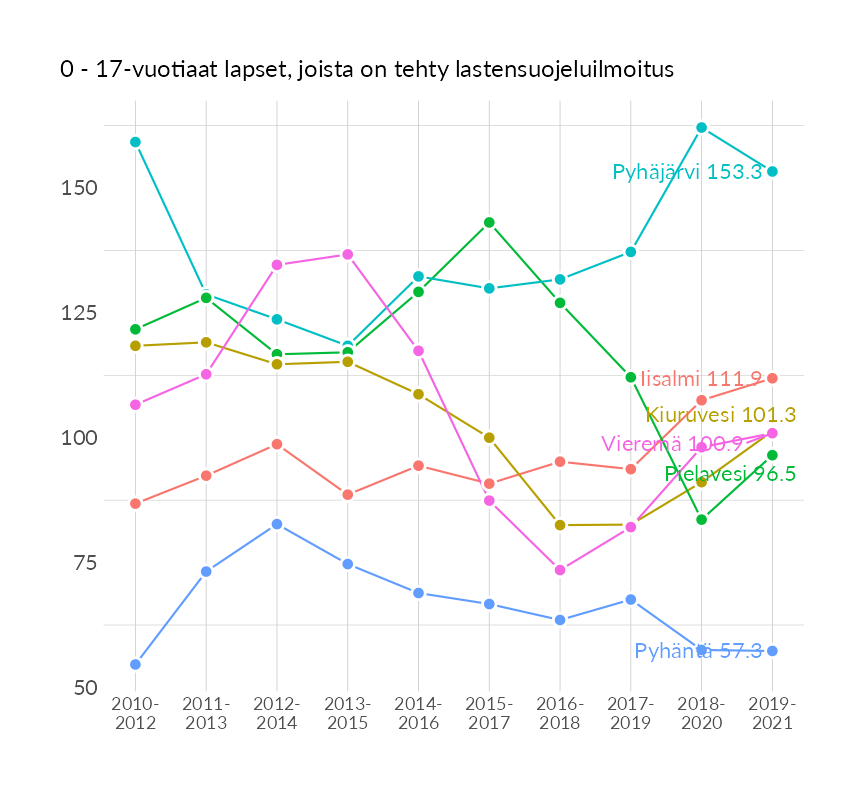 0 - 17-vuotiaat lapset, joista on tehty lastensuojeluilmoitus
150
125
100
75
50
Pyhäjärvi 153.3
Iisalmi 111.9
Kiuruvesi 101.3
Vieremä 100.9
Pielavesi 96.5
Pyhäntä 57.3
2010- 2011- 2012- 2013- 2014- 2015- 2016- 2017- 2018- 2019-
2012 2013 2014 2015 2016 2017 2018 2019 2020 2021